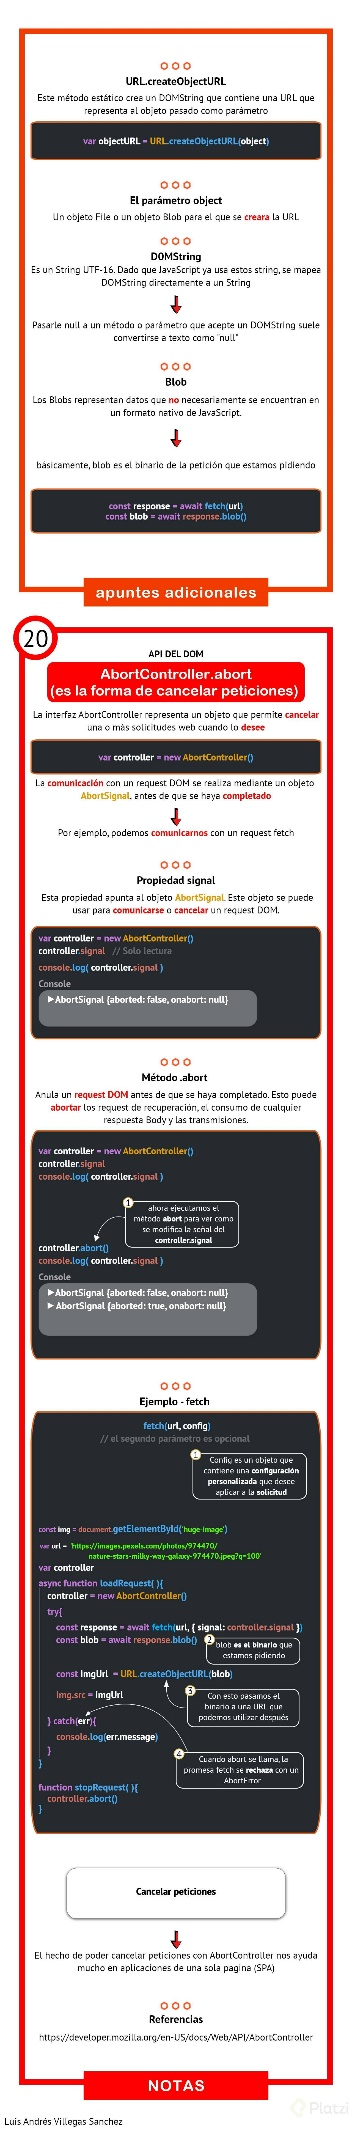 URL.createObjectURL
Este método estático crea un DOMString que contiene una URL que
representa al objeto pasado como parámetro
var objectURL = URL.createObjectURL(object)
El parámetro object
Un objeto File o un objeto Blob para el que se creara la URL
DOMString
Es un String UTF-16. Dado que JavaScript ya usa estos string, se mapea
DOMString directamente a un String
Pasarle null a un método o parámetro que acepte un DOMString suele
convertirse a texto como "null"
Blob
Los Blobs representan datos que no necesariamente se encuentran en
un formato nativo de JavaScript.
básicamente, blob es el binario de la petición que estamos pidiendo
const response = await fetch(url)
const blob = await response.blob()
apuntes adicionales
20
API DEL DOM
AbortController.abort
(es la forma de cancelar peticiones)
La interfaz AbortController representa un objeto que permite cancelar
una o más solicitudes web cuando lo desee
var controller = new AbortController()
La comunicación con un request DOM se realiza mediante un objeto
AbortSignal. antes de que se haya completado
Por ejemplo, podemos comunicarnos con un request fetch
Propiedad signal
Esta propiedad apunta al objeto AbortSignal. Este objeto se puede
usar para comunicarse o cancelar un request DOM.
var controller = new AbortController()
controller.signal // Solo lectura
console.log( controller.signal )
Console
▶AbortSignal {aborted: false, onabort: null}
Método .abort
Anula un request DOM antes de que se haya completado. Esto puede
abortar los request de recuperación, el consumo de cualquier
respuesta Body y las transmisiones.
var controller = new AbortController()
controller.signal
console.log( controller.signal )
1
ahora ejecutamos el
método abort para ver como
se modifica la señal del
controller.signal
controller.abort()
console.log( controller.signal )
Console
▶AbortSignal {aborted: false, onabort: null}
▶AbortSignal {aborted: true, onabort: null}
Ejemplo - fetch
fetch(url, config)
// el segundo parámetro es opcional
1
Config es un objeto que
contiene una configuración
personalizada que desee
aplicar a la solicitud
const img = document.getElementById('huge-image')
var url = 'https://images.pexels.com/photos/974470/
nature-stars-milky-way-galaxy-974470.jpeg?q=100'
var controller
async function loadRequest( ){
controller = new AbortController()
try{
const response = await fetch(url, { signal: controller.signal })
const blob = await response.blob()
2
blob es el binario que
estamos pidiendo
const ImgUrl = URL.createObjectURL(blob)
3
Con esto pasamos el
binario a una URL que
podemos utilizar después
img.src = ImgUrl
} catch(err){
console.log(err.message)
}
}
4
Cuando abort se llama, la
promesa fetch se rechaza con un
AbortError
function stopRequest( ){
controller.abort()
}
Cancelar peticiones
El hecho de poder cancelar peticiones con AbortController nos ayuda
mucho en aplicaciones de una sola pagina (SPA)
Referencias
https://developer.mozilla.org/en-US/docs/Web/API/AbortController
NOTAS
Platzi
Luis Andrés Villegas Sanchez